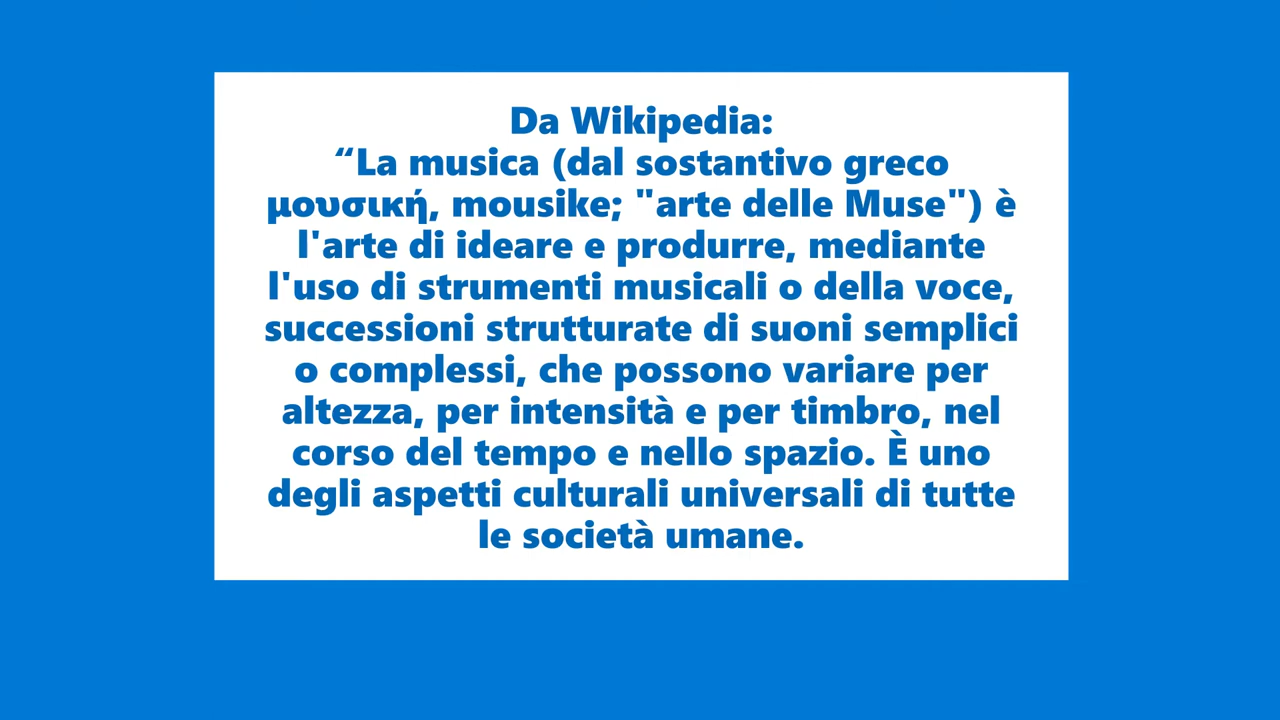 Da Wikipedia:
“La musica (dal sostantivo greco
μουσική, mousike; "arte delle Muse") è
l'arte di ideare e produrre, mediante
l'uso di strumenti musicali o della voce,
successioni strutturate di suoni semplici
o complessi, che possono variare per
altezza, per intensità e per timbro, nel
corso del tempo e nello spazio. È uno
degli aspetti culturali universali di tutte
le società umane.